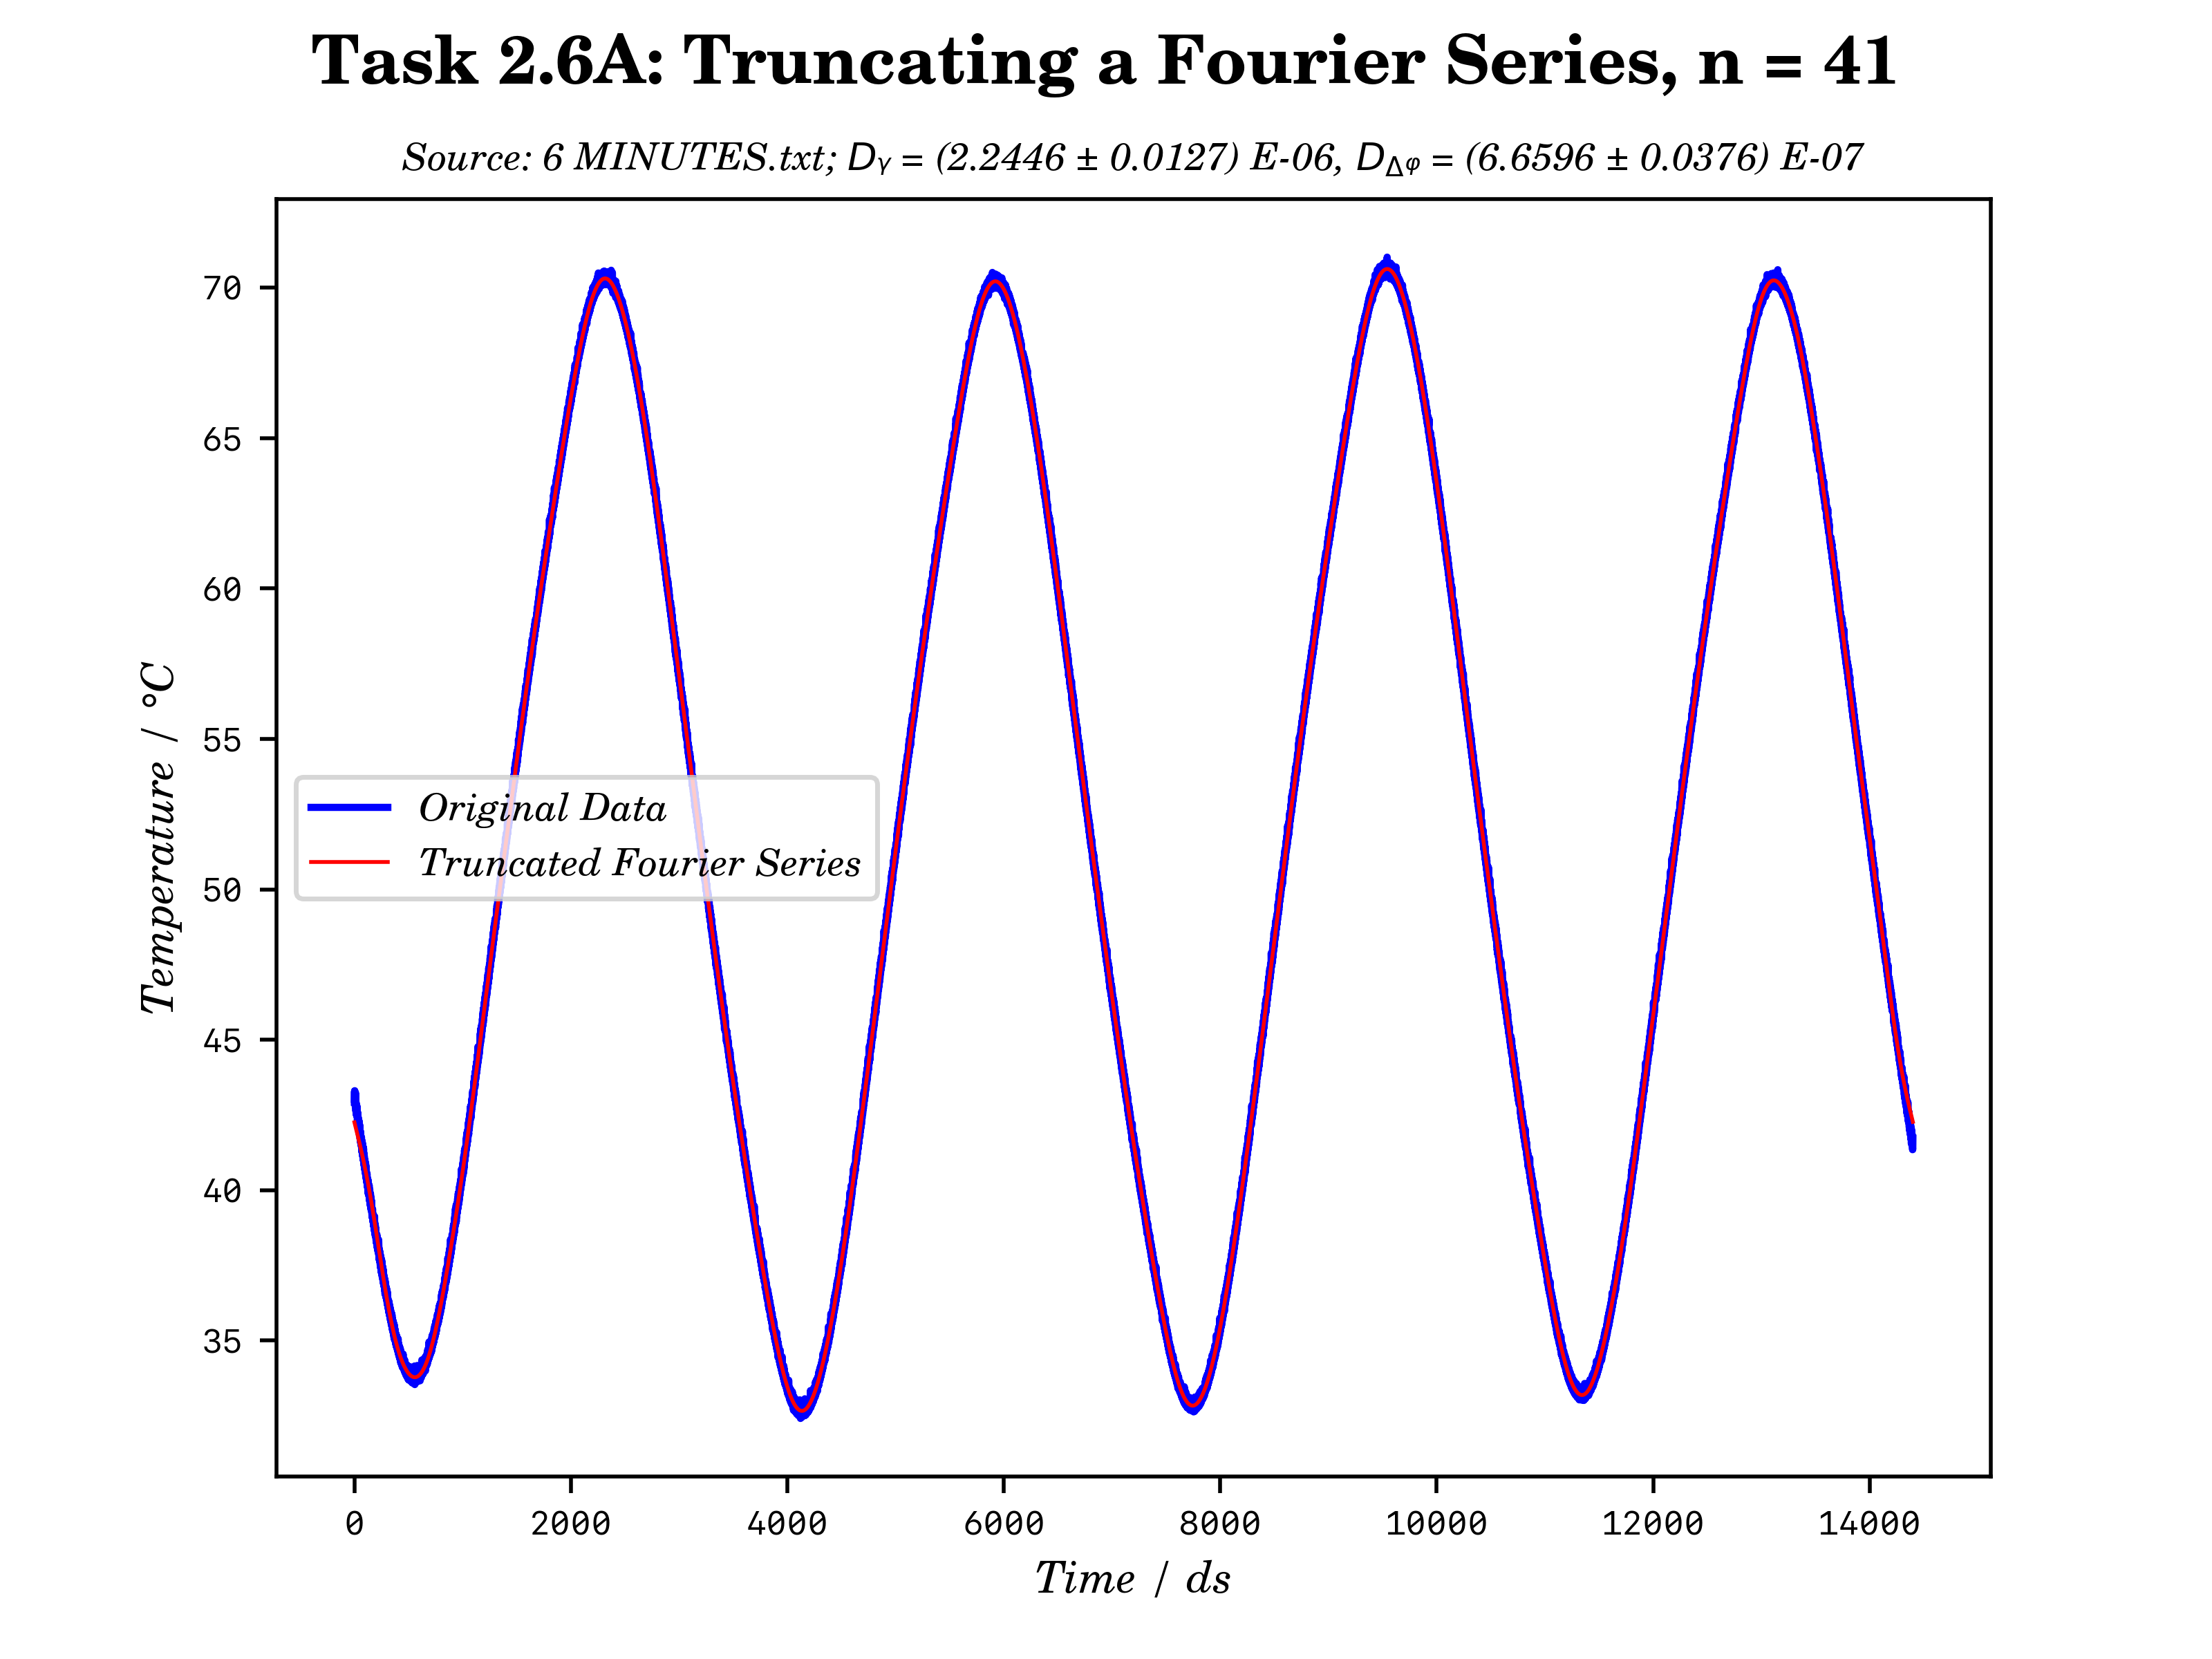 Task 2.6A: Truncating a Fourier Series, n = 41
Source: 6 MINUTES.txt; Dᵧ = (2.2446 ± 0.0127) E-06, D_Δφ = (6.6596 ± 0.0376) E-07
70
65
60
55
50
45
40
35
Temperature / °C
Original Data
Truncated Fourier Series
0 2000 4000 6000 8000 10000 12000 14000
Time / ds